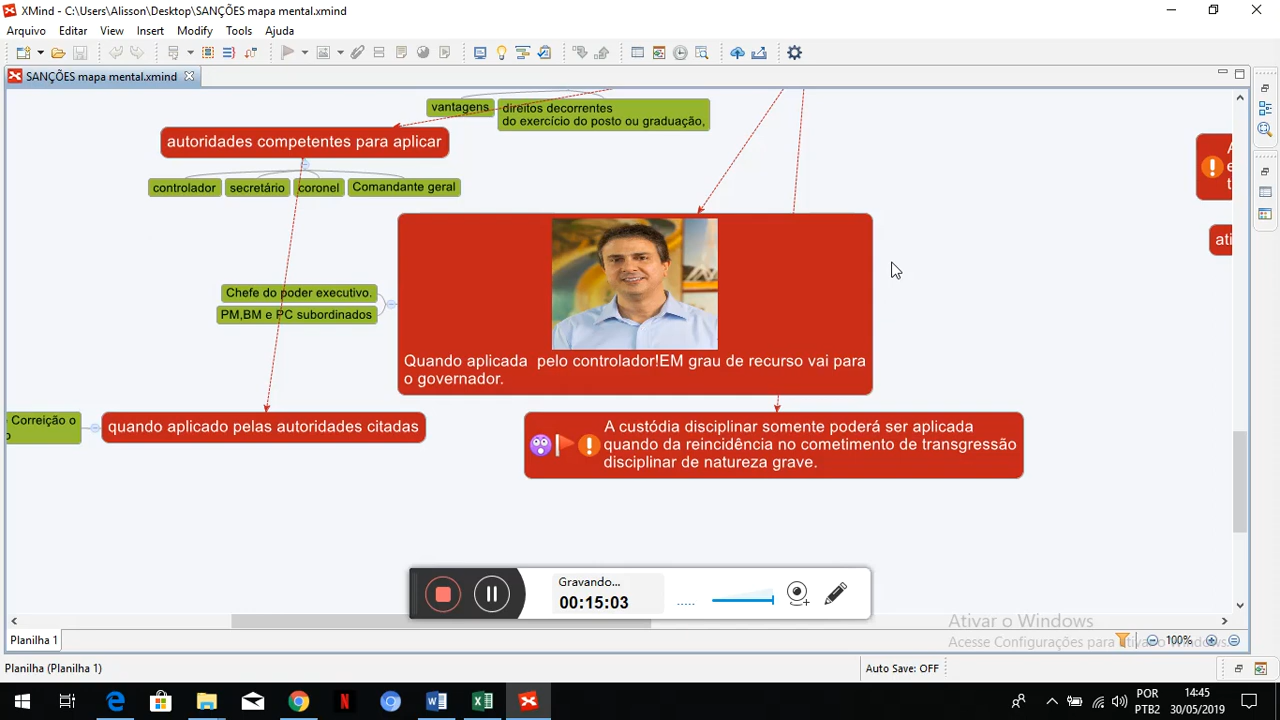 XMind - C:\Users\Alisson\Desktop\SANÇÕES mapa mental.xmind
Arquivo Editar View Insert Modify Tools Ajuda
SANÇÕES mapa mental.xmind
vantagens
direitos decorrentes
do exercício do posto ou graduação,
autoridades competentes para aplicar
controlador
secretário
coronel
Comandante geral
Chefe do poder executivo.
PM,BM e PC subordinados
Quando aplicada pelo controlador!EM grau de recurso vai para
o governador.
Correição o
quando aplicado pelas autoridades citadas
A custódia disciplinar somente poderá ser aplicada
quando da reincidência no cometimento de transgressão
disciplinar de natureza grave.
ati
Gravando...
00:15:03
Ativar o Windows
Acesse Configurações para ativar o Windows.
Planilha 1
100%
Planilha (Planilha 1)
Auto Save: OFF
POR
PTB2
14:45
30/05/2019